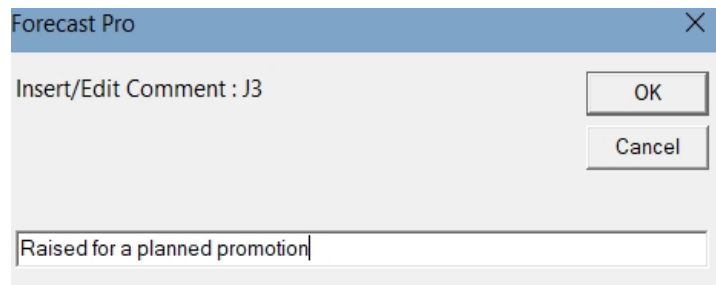 Forecast Pro
Insert/Edit Comment : J3
OK
Cancel
Raised for a planned promotion